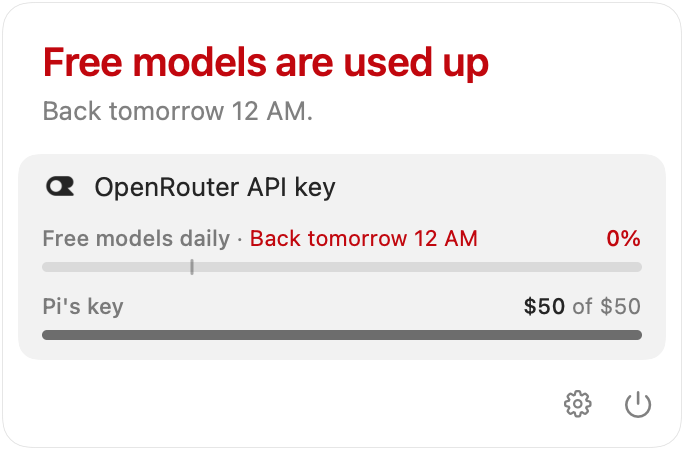 Free models are used up
Back tomorrow 12 AM.
OpenRouter API key
Free models daily · Back tomorrow 12 AM 0%
Pi's key $50 of $50